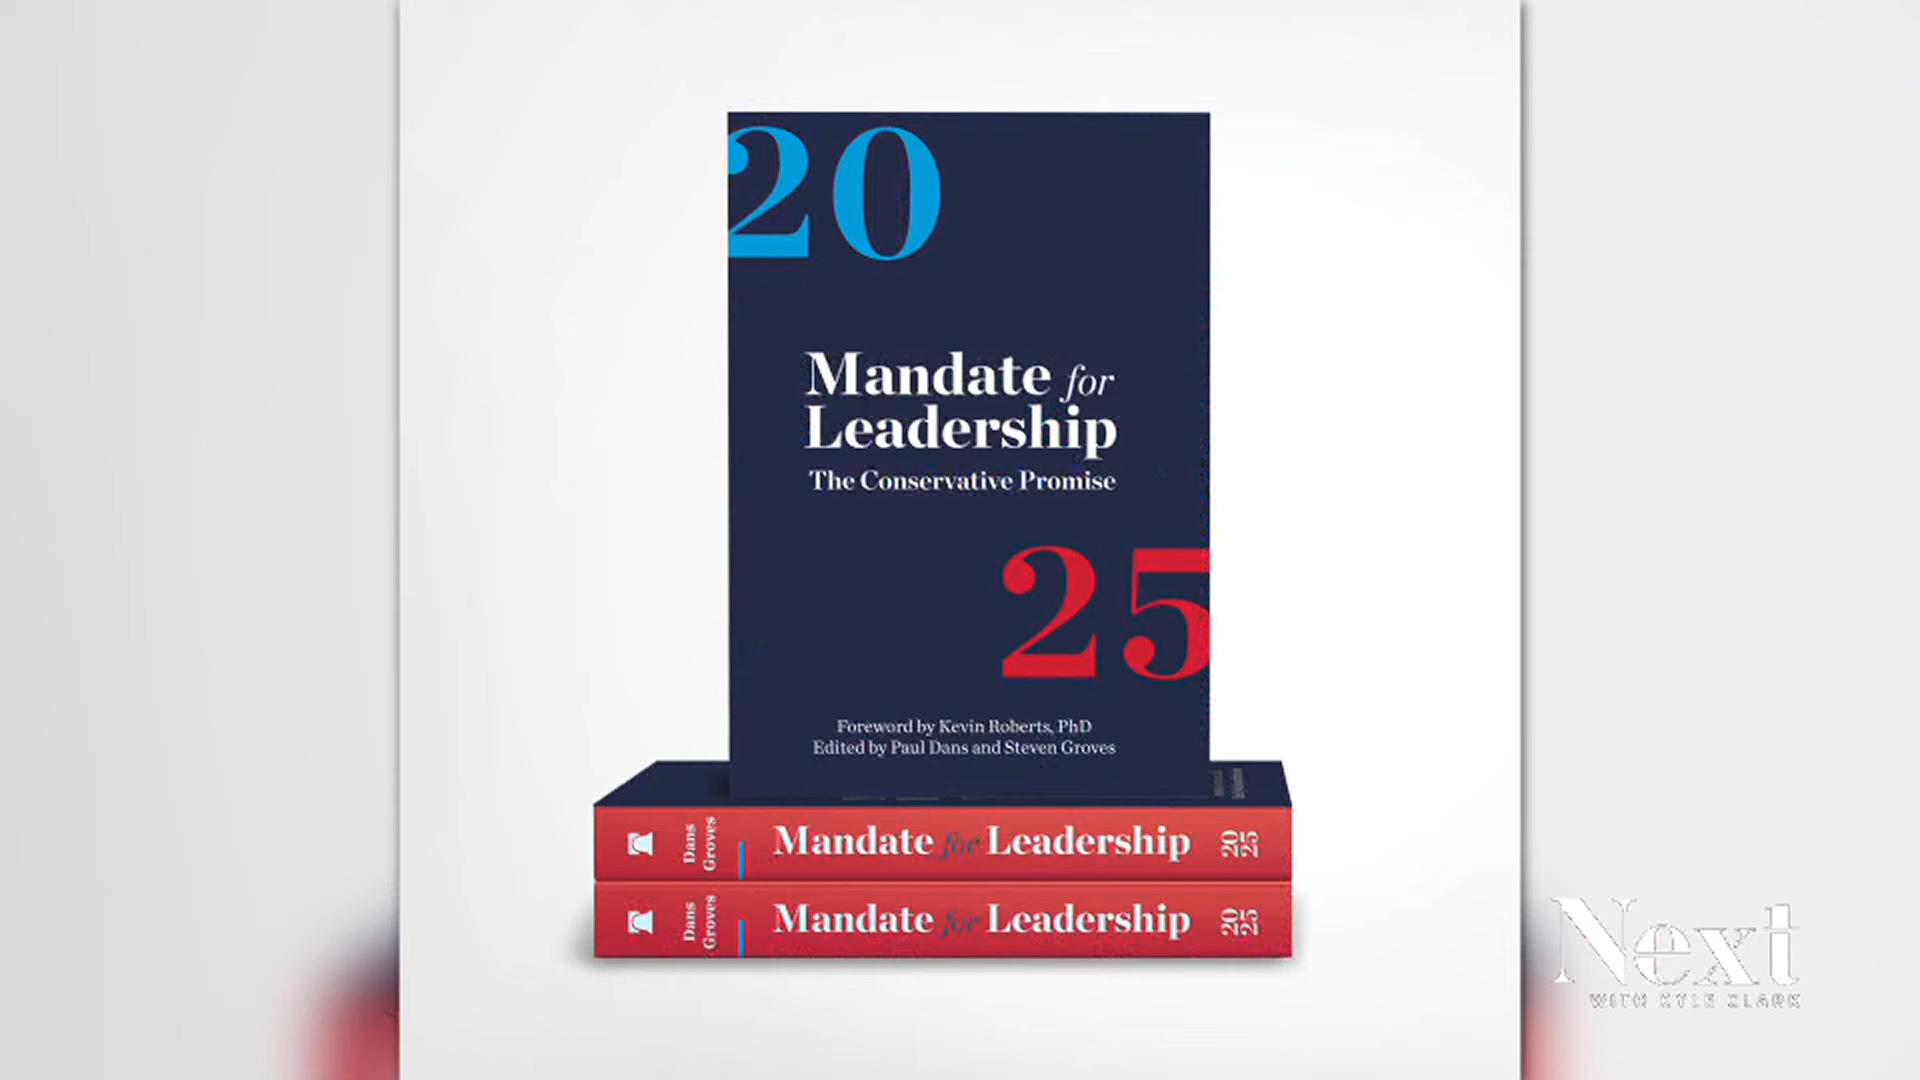 20
Mandate for
Leadership
The Conservative Promise
25
Foreword by Kevin Roberts, PhD
Edited by Paul Dans and Steven Groves
Dans
Groves
Mandate for Leadership
20
25
Dans
Groves
Mandate for Leadership
20
25
Next
WITH KYLE CLARK